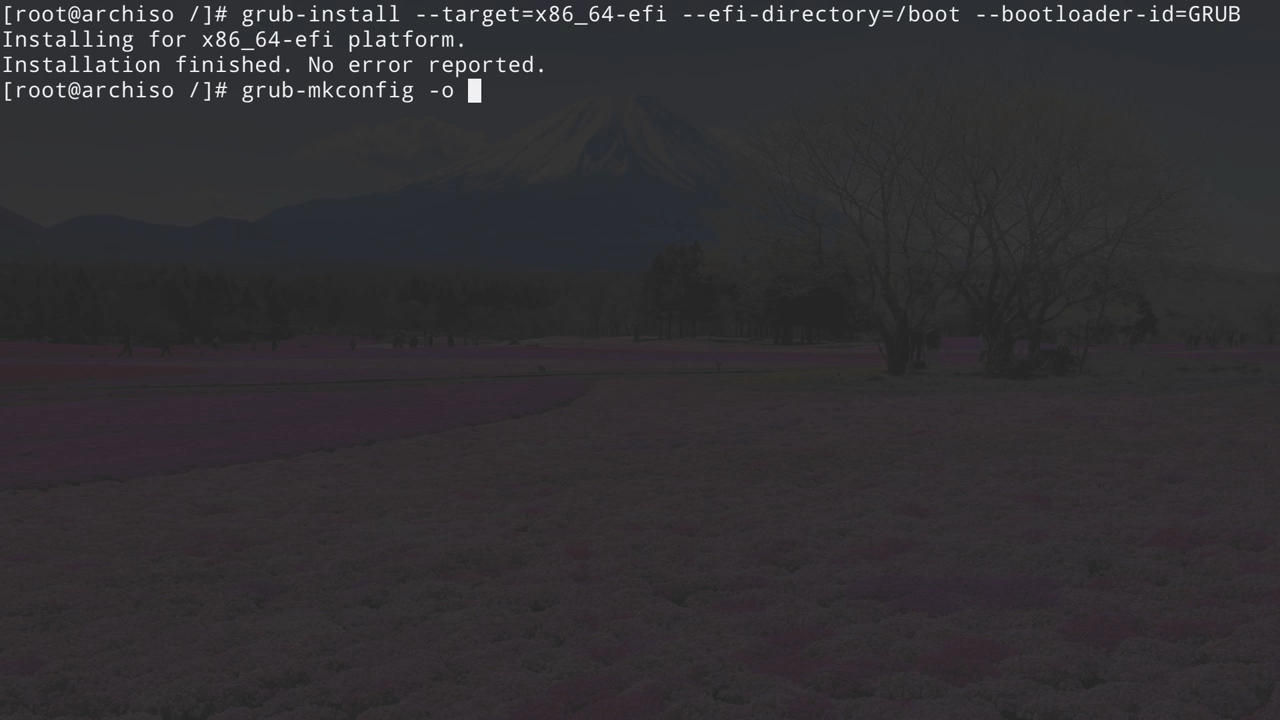 [root@archiso /]# grub-install --target=x86_64-efi --efi-directory=/boot --bootloader-id=GRUB
Installing for x86_64-efi platform.
Installation finished. No error reported.
[root@archiso /]# grub-mkconfig -o